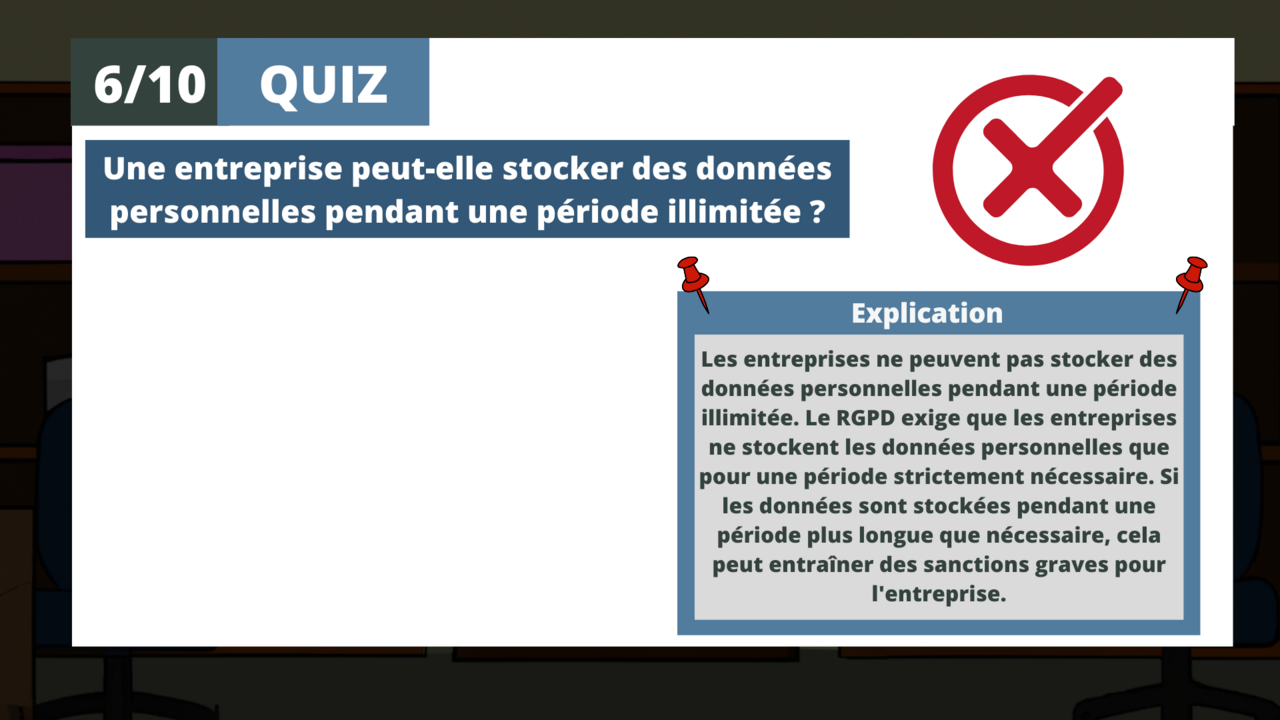 6/10 QUIZ
Une entreprise peut-elle stocker des données
personnelles pendant une période illimitée ?
Explication
Les entreprises ne peuvent pas stocker des
données personnelles pendant une période
illimitée. Le RGPD exige que les entreprises
ne stockent les données personnelles que
pour une période strictement nécessaire. Si
les données sont stockées pendant une
période plus longue que nécessaire, cela
peut entraîner des sanctions graves pour
l'entreprise.